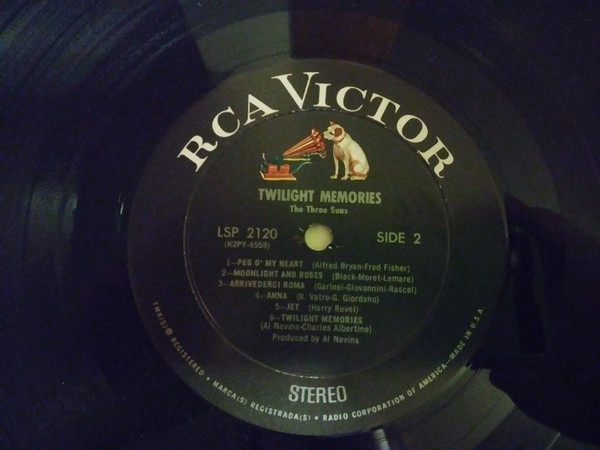 RCA VICTOR
TWILIGHT MEMORIES
The Three Suns
LSP 2120
SIDE 2
(K2PY-4559)
1—PEG O' MY HEART (Alfred Bryan-Fred Fisher)
2—MOONLIGHT AND ROSES (Black-Moret-Lemare)
3—ARRIVEDERCI ROMA (Garinei-Giovannini-Rascel)
4—ANNA (R. Vatro-G. Giordano)
5—JET (Harry Revel)
6—TWILIGHT MEMORIES
(Al Nevins-Charles Albertine)
Produced by Al Nevins
STEREO
TMK(S) ® REGISTERED • MARCA(S) REGISTRADA(S) • RADIO CORPORATION OF AMERICA—MADE IN U.S.A